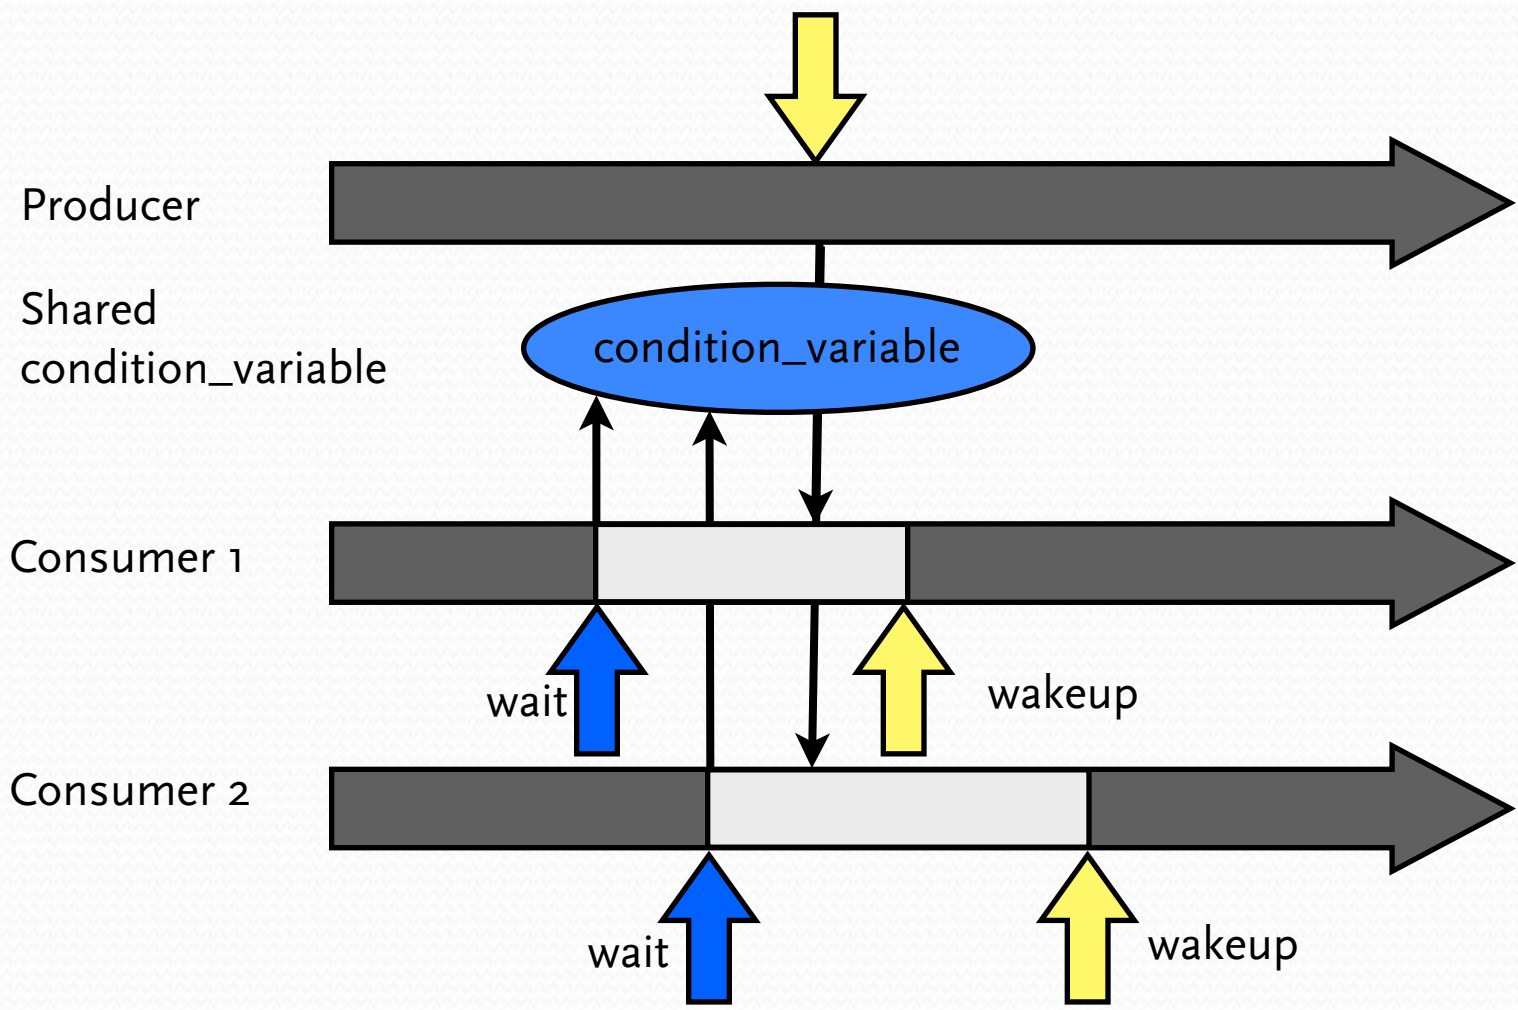 Producer
Shared
condition_variable
condition_variable
Consumer 1
wait
wakeup
Consumer 2
wait
wakeup